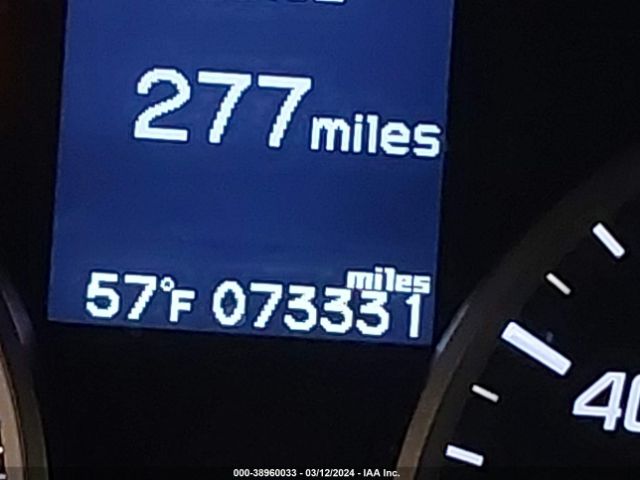 277 miles
miles
57°F 073331
40
000-38960033 - 03/12/2024 - IAA Inc.